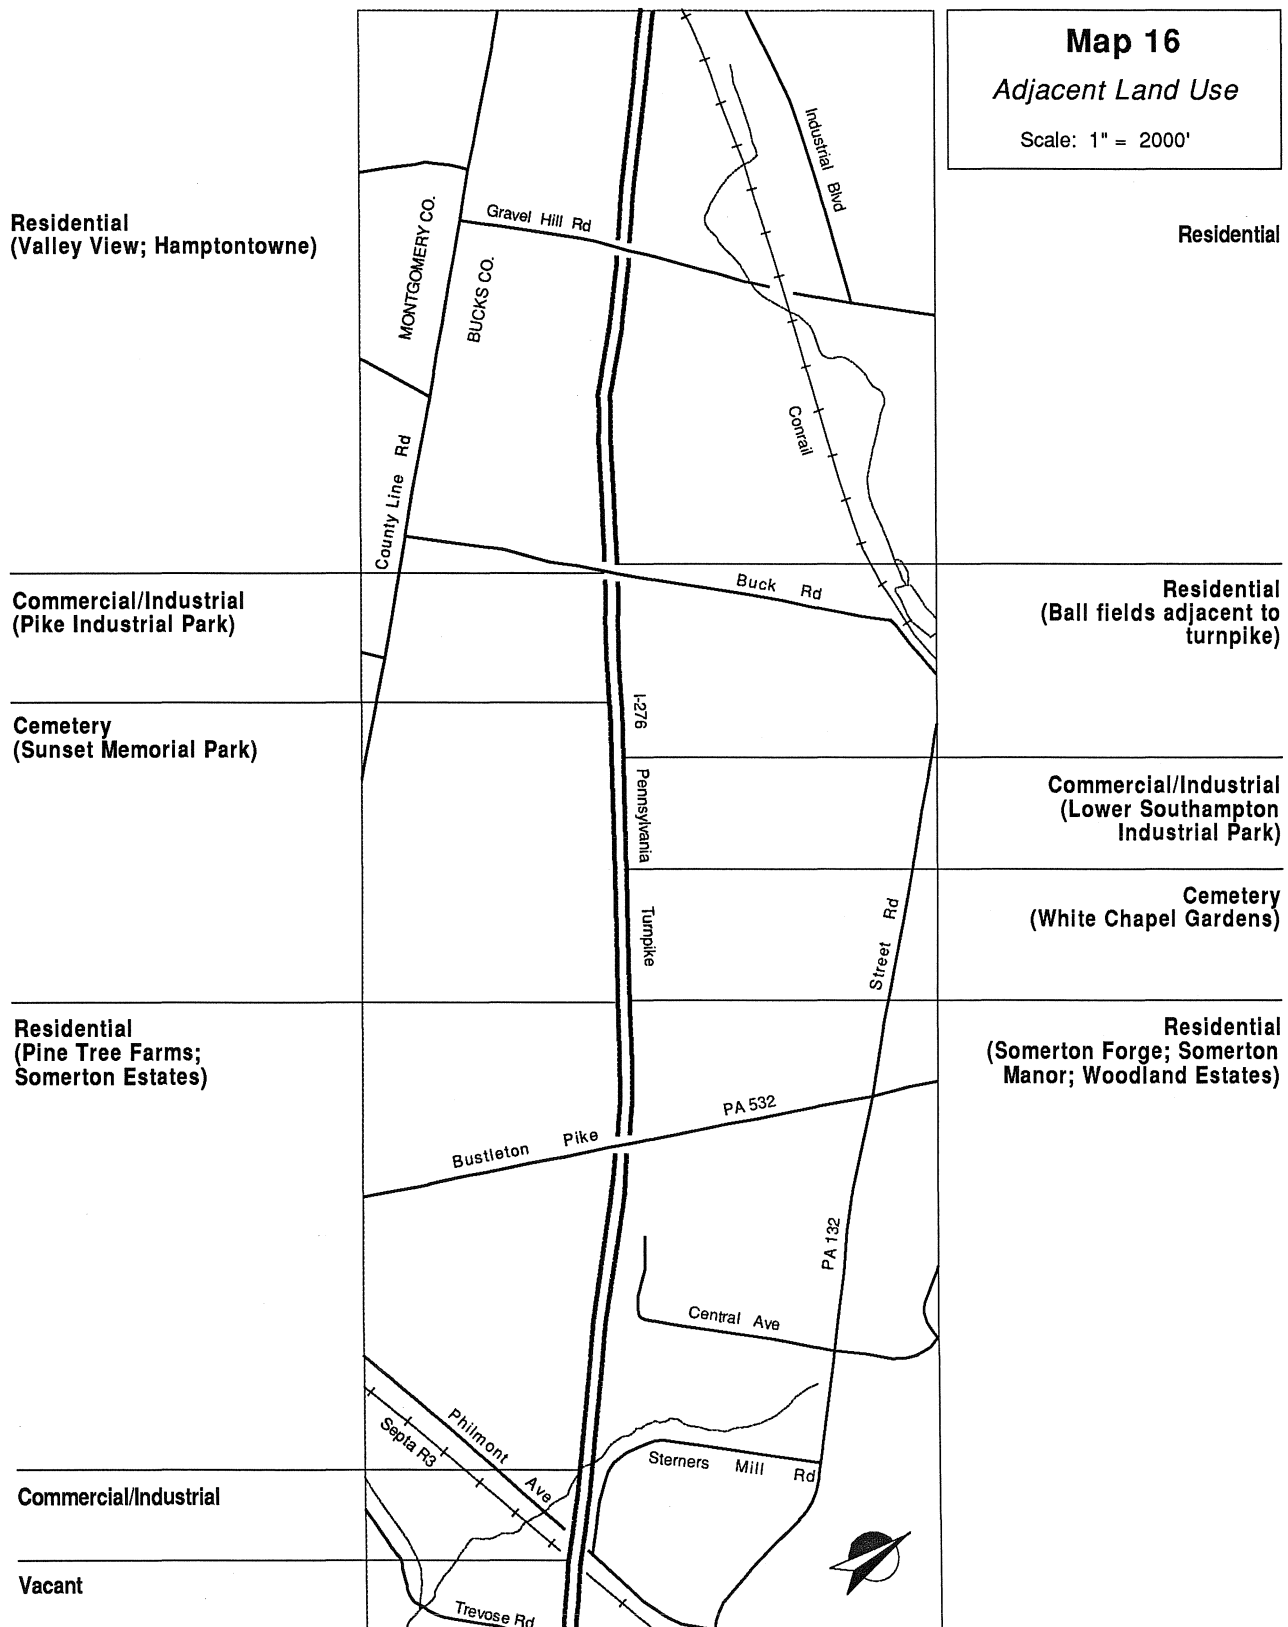 Map 16
Adjacent Land Use
Scale: 1" = 2000'
Industrial Blvd
Residential
(Valley View; Hamptontowne)
Residential
MONTGOMERY CO.
BUCKS CO.
Gravel Hill Rd
Conrail
County Line Rd
Buck Rd
Commercial/Industrial
(Pike Industrial Park)
Residential
(Ball fields adjacent to
turnpike)
I-276
Pennsylvania
Turnpike
Cemetery
(Sunset Memorial Park)
Commercial/Industrial
(Lower Southampton
Industrial Park)
Cemetery
(White Chapel Gardens)
Street Rd
Residential
(Pine Tree Farms;
Somerton Estates)
Residential
(Somerton Forge; Somerton
Manor; Woodland Estates)
PA 532
Bustleton Pike
PA 132
Central Ave
Philmont Ave
Septa R3
Sterners Mill Rd
Commercial/Industrial
Vacant
Trevose Rd